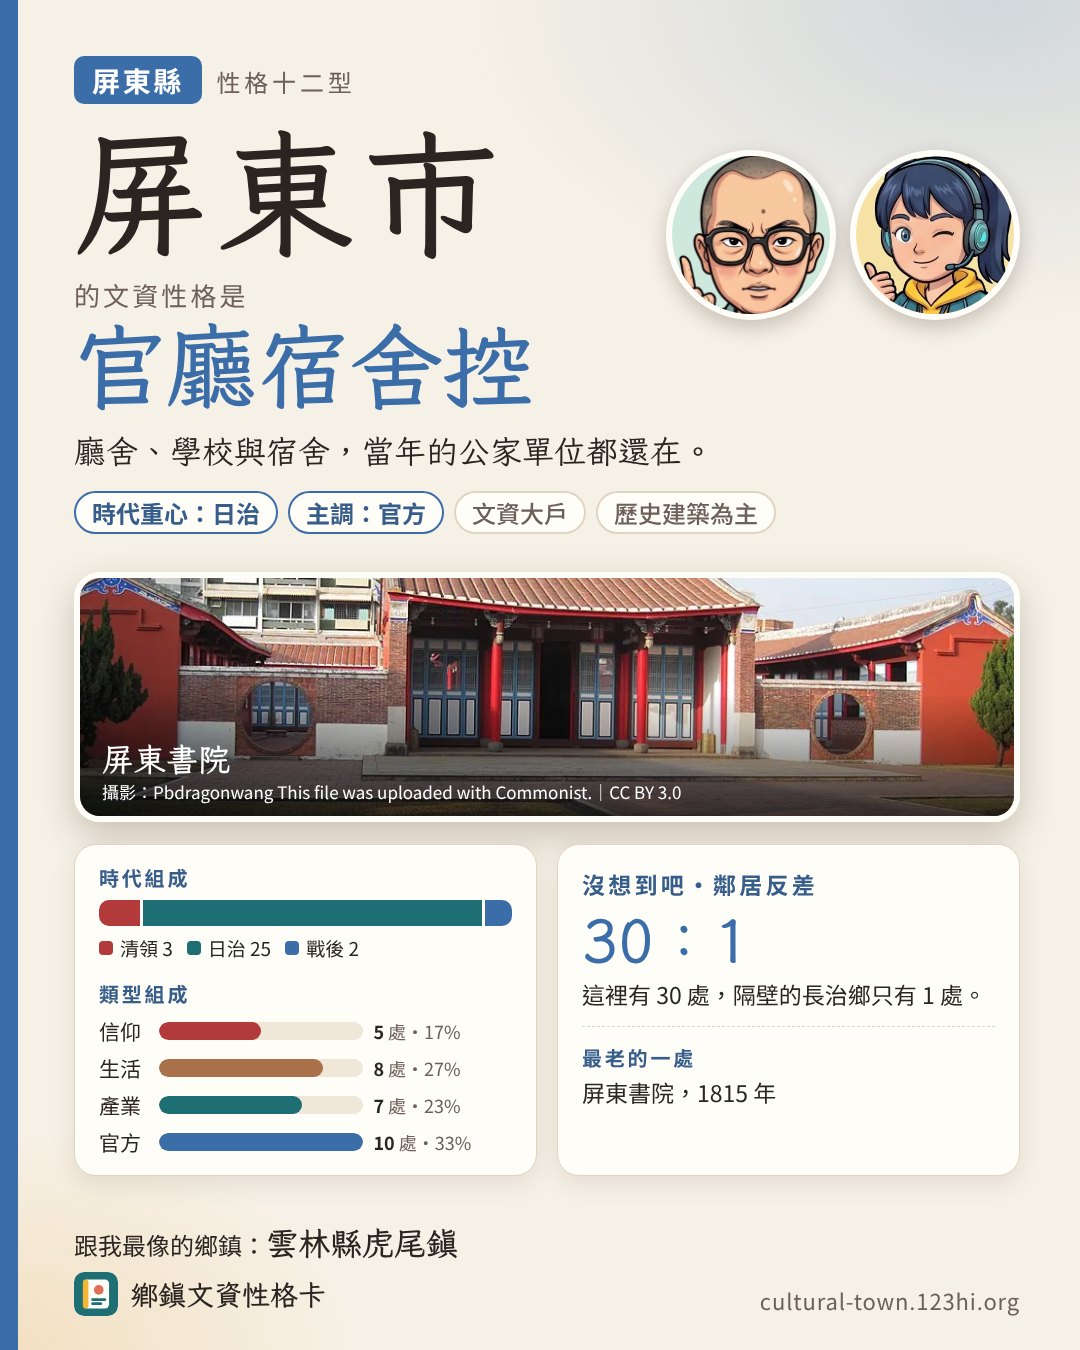 屏東縣 性格十二型
屏東市
的文資性格是
官廳宿舍控
廳舍、學校與宿舍，當年的公家單位都還在。
時代重心：日治 主調：官方 文資大戶 歷史建築為主
屏東書院
攝影：Pbdragonwang This file was uploaded with Commonist.｜CC BY 3.0
時代組成
清領 3 日治 25 戰後 2
類型組成
信仰 5 處・17%
生活 8 處・27%
產業 7 處・23%
官方 10 處・33%
沒想到吧・鄰居反差
30：1
這裡有 30 處，隔壁的長治鄉只有 1 處。
最老的一處
屏東書院，1815 年
跟我最像的鄉鎮：雲林縣虎尾鎮
鄉鎮文資性格卡
cultural-town.123hi.org